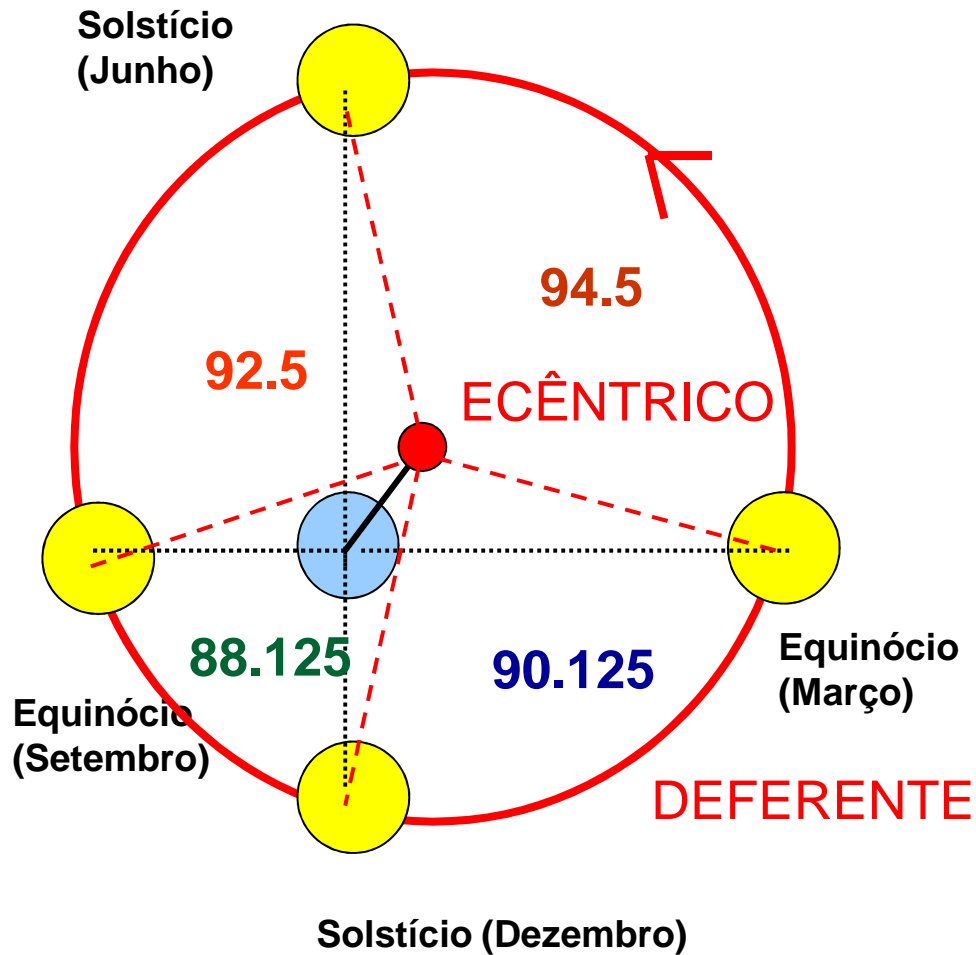 Solstício
(Junho)
94.5
92.5
ECÊNTRICO
88.125
90.125
Equinócio
(Março)
Equinócio
(Setembro)
DEFERENTE
Solstício (Dezembro)